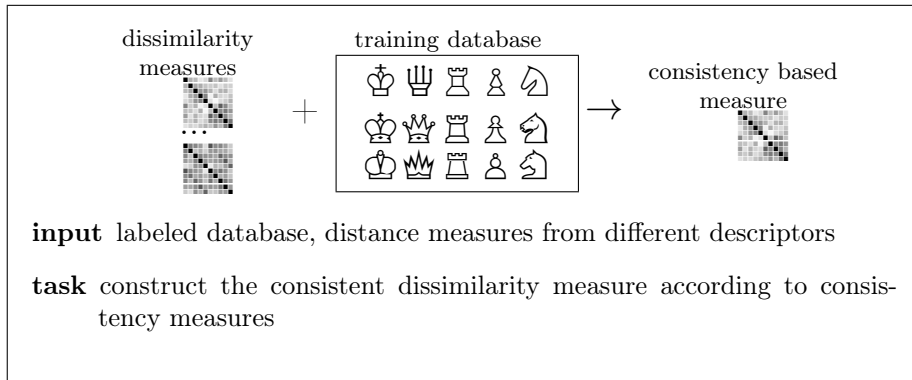 dissimilarity
measures
training database
consistency based
measure
+
→
...
input labeled database, distance measures from different descriptors
task construct the consistent dissimilarity measure according to consis-
tency measures